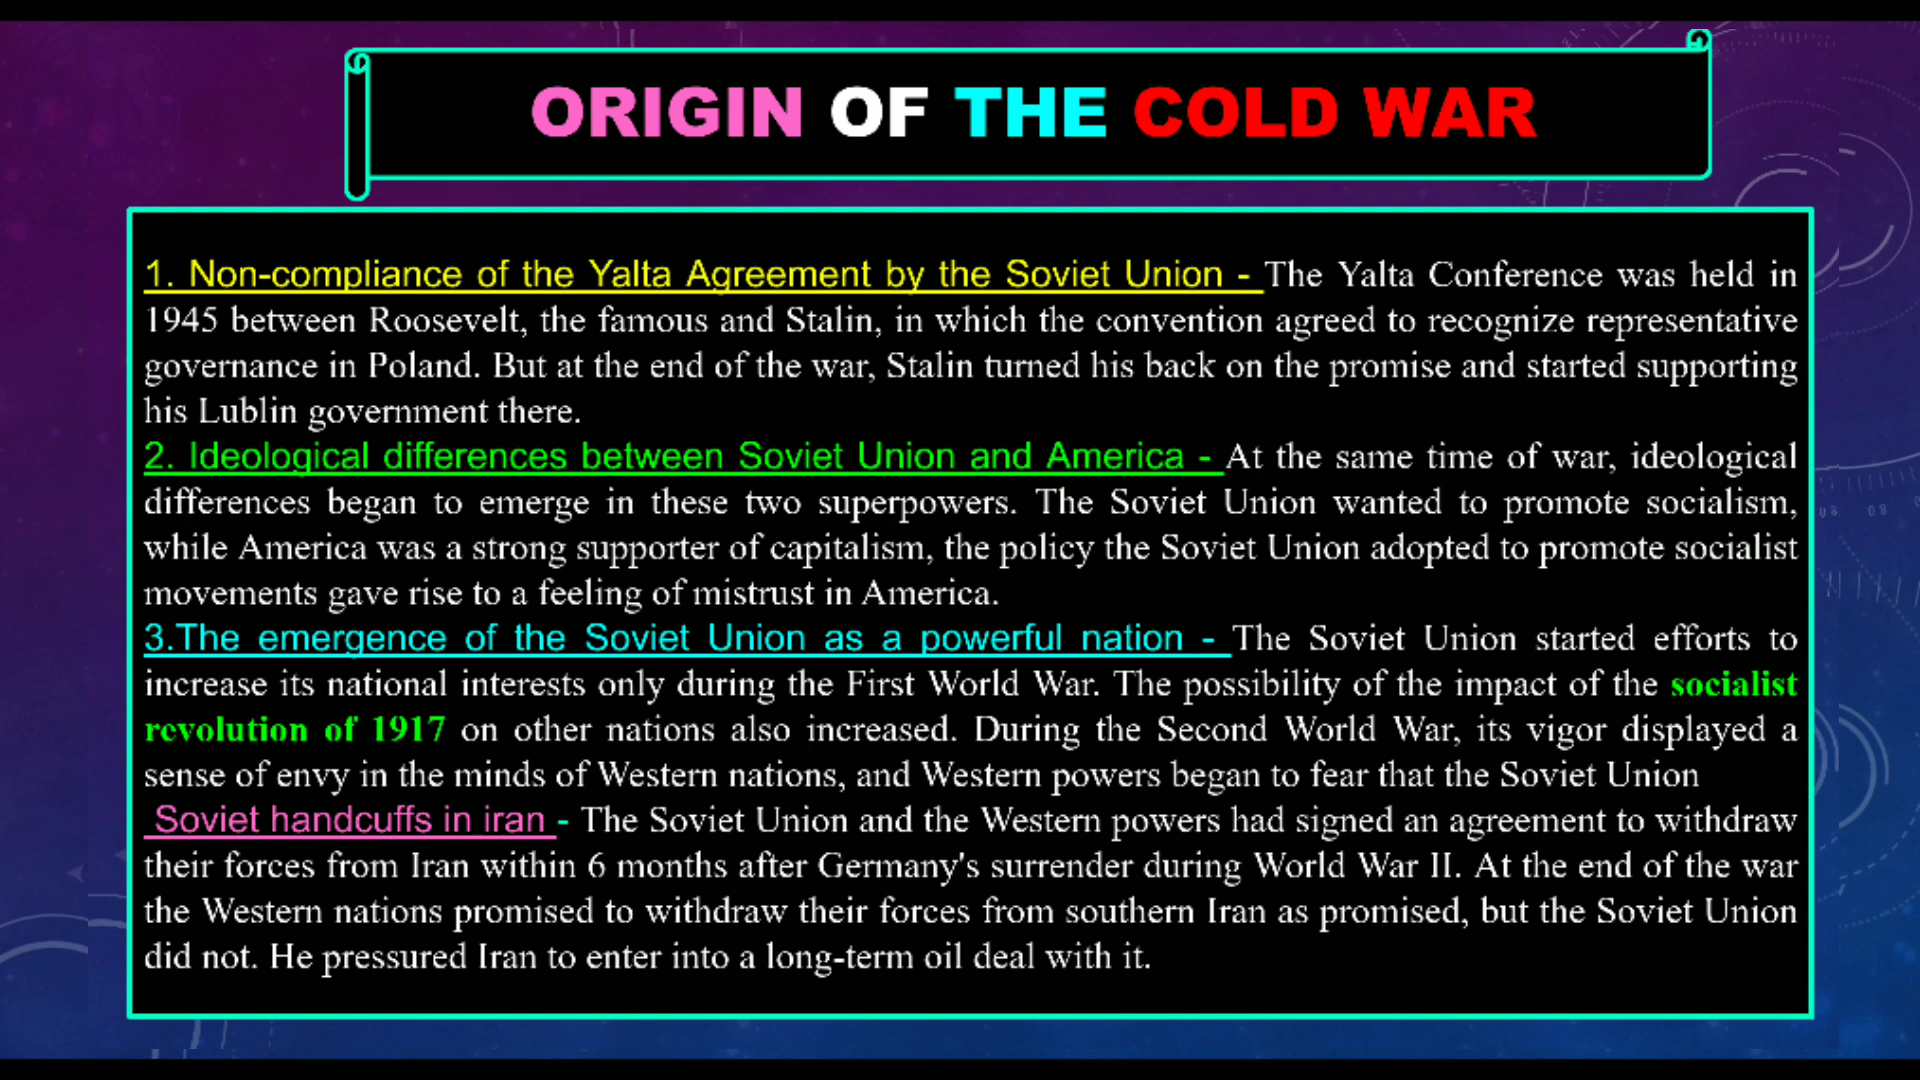 ORIGIN OF THE COLD WAR
1. Non-compliance of the Yalta Agreement by the Soviet Union - The Yalta Conference was held in
1945 between Roosevelt, the famous and Stalin, in which the convention agreed to recognize representative
governance in Poland. But at the end of the war, Stalin turned his back on the promise and started supporting
his Lublin government there.
2. Ideological differences between Soviet Union and America - At the same time of war, ideological
differences began to emerge in these two superpowers. The Soviet Union wanted to promote socialism,
while America was a strong supporter of capitalism, the policy the Soviet Union adopted to promote socialist
movements gave rise to a feeling of mistrust in America.
3.The emergence of the Soviet Union as a powerful nation - The Soviet Union started efforts to
increase its national interests only during the First World War. The possibility of the impact of the socialist
revolution of 1917 on other nations also increased. During the Second World War, its vigor displayed a
sense of envy in the minds of Western nations, and Western powers began to fear that the Soviet Union
Soviet handcuffs in iran - The Soviet Union and the Western powers had signed an agreement to withdraw
their forces from Iran within 6 months after Germany's surrender during World War II. At the end of the war
the Western nations promised to withdraw their forces from southern Iran as promised, but the Soviet Union
did not. He pressured Iran to enter into a long-term oil deal with it.